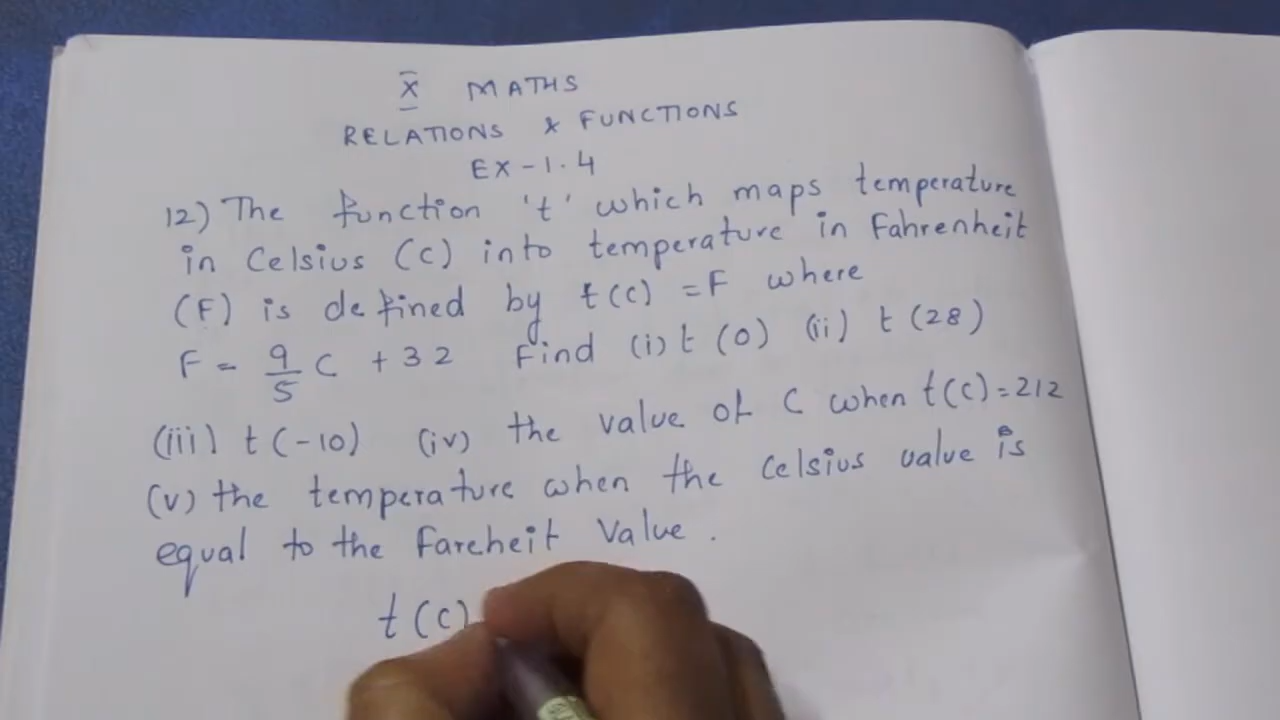 X MATHS
RELATIONS & FUNCTIONS
EX-1.4
12) The function 't' which maps temperature
in Celsius (C) into temperature in Fahrenheit
(F) is defined by t(C) = F where
F = 9/5 C + 32 Find (i) t (0) (ii) t (28)
(iii) t (-10) (iv) the value of C when t(C)=212
(v) the temperature when the Celsius value is
equal to the Fareheit Value.
t (C)